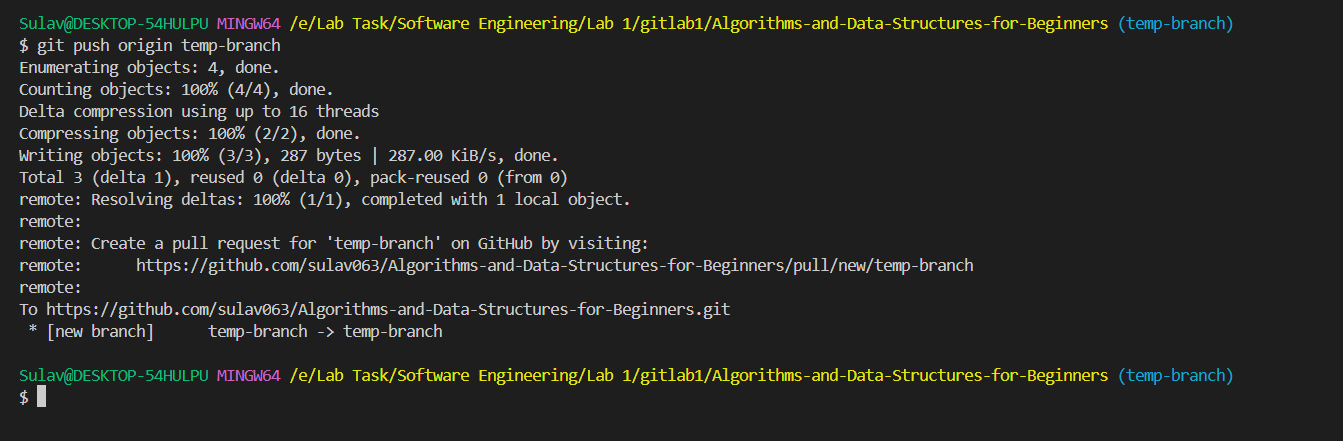 Sulav@DESKTOP-54HULPU MINGW64 /e/Lab Task/Software Engineering/Lab 1/gitlab1/Algorithms-and-Data-Structures-for-Beginners (temp-branch)
$ git push origin temp-branch
Enumerating objects: 4, done.
Counting objects: 100% (4/4), done.
Delta compression using up to 16 threads
Compressing objects: 100% (2/2), done.
Writing objects: 100% (3/3), 287 bytes | 287.00 KiB/s, done.
Total 3 (delta 1), reused 0 (delta 0), pack-reused 0 (from 0)
remote: Resolving deltas: 100% (1/1), completed with 1 local object.
remote:
remote: Create a pull request for 'temp-branch' on GitHub by visiting:
remote:      https://github.com/sulav063/Algorithms-and-Data-Structures-for-Beginners/pull/new/temp-branch
remote:
To https://github.com/sulav063/Algorithms-and-Data-Structures-for-Beginners.git
 * [new branch]      temp-branch -> temp-branch
Sulav@DESKTOP-54HULPU MINGW64 /e/Lab Task/Software Engineering/Lab 1/gitlab1/Algorithms-and-Data-Structures-for-Beginners (temp-branch)
$